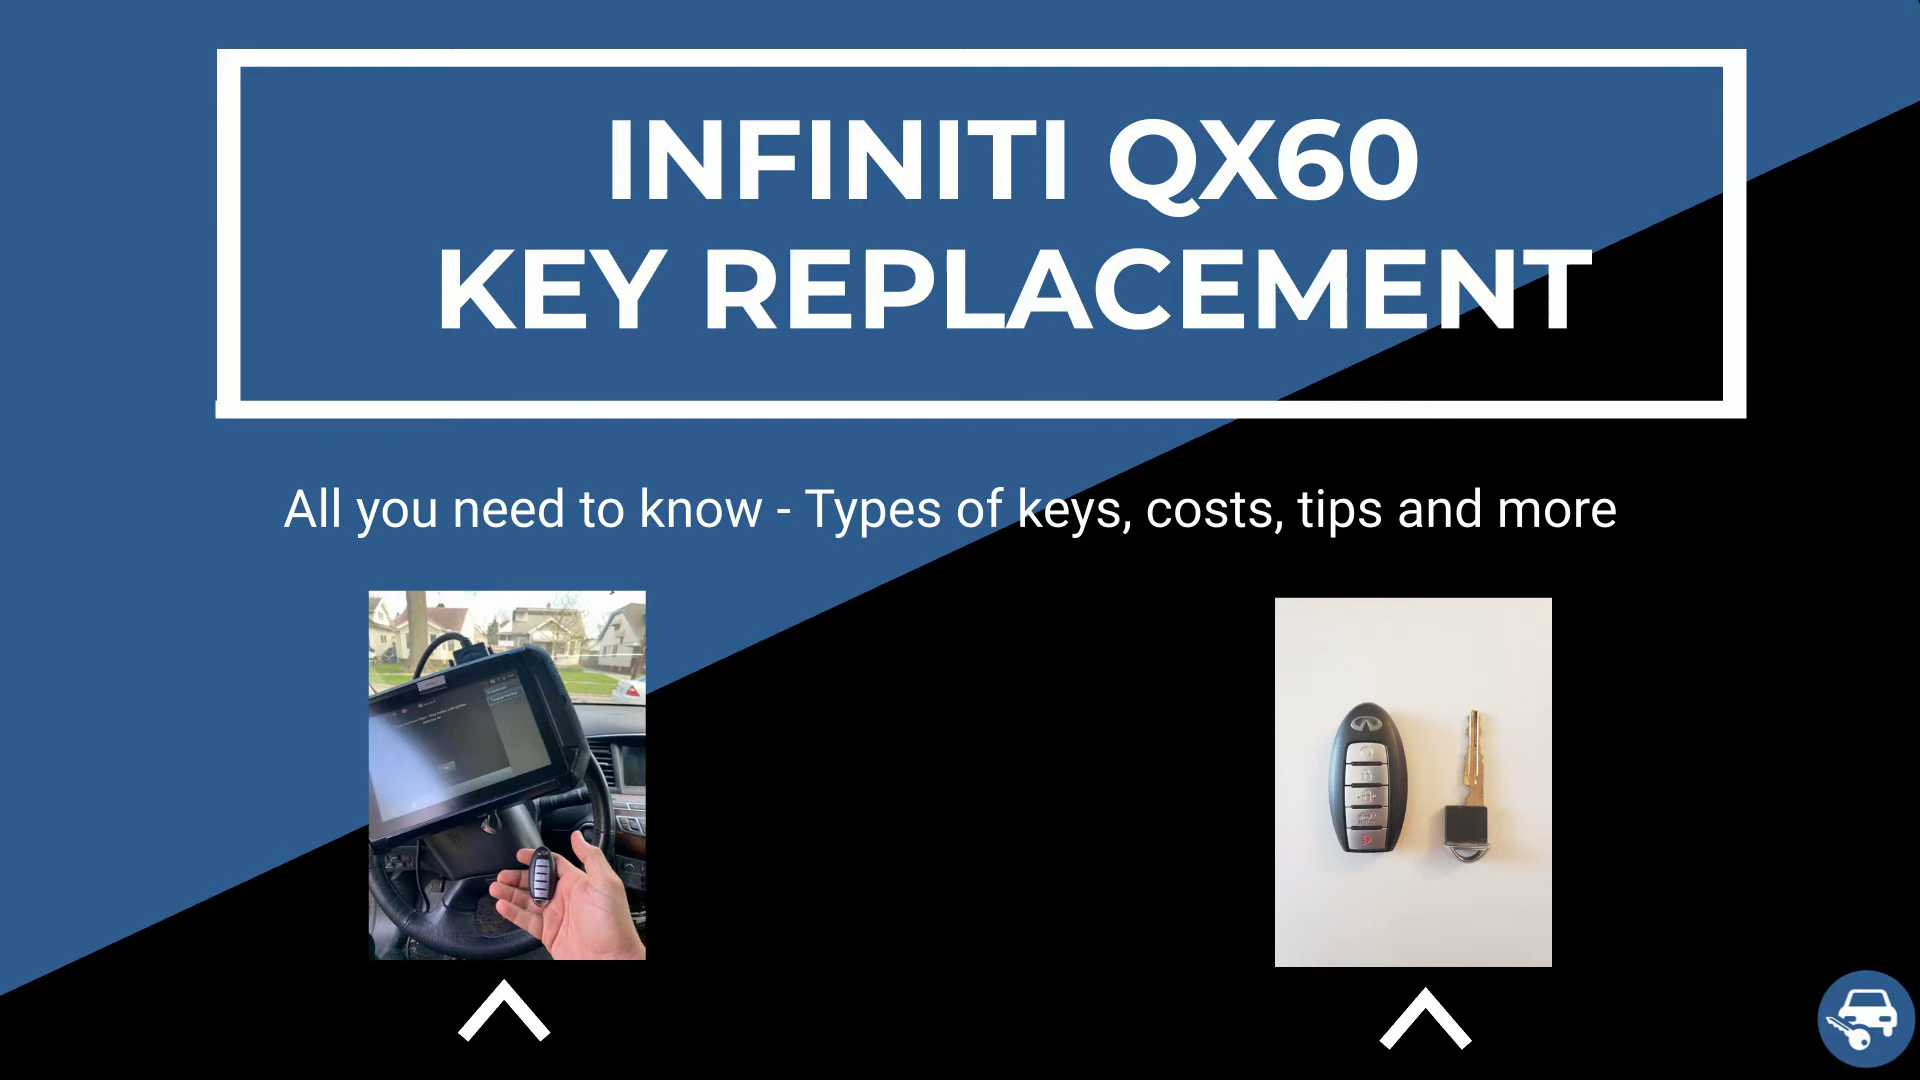 INFINITI QX60
KEY REPLACEMENT
All you need to know - Types of keys, costs, tips and more